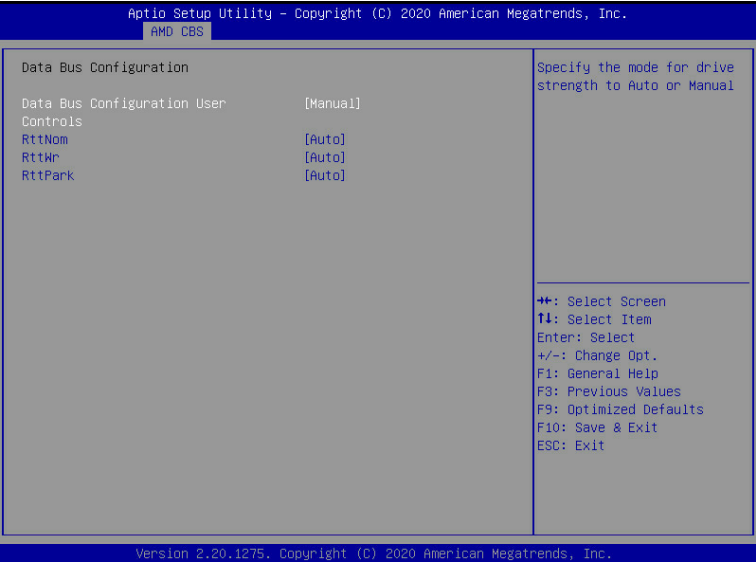 Aptio Setup Utility – Copyright (C) 2020 American Megatrends, Inc.
AMD CBS
Data Bus Configuration
Data Bus Configuration User Controls [Manual]
RttNom [Auto]
RttWr [Auto]
RttPark [Auto]
Specify the mode for drive
strength to Auto or Manual
→←: Select Screen
↑↓: Select Item
Enter: Select
+/-: Change Opt.
F1: General Help
F3: Previous Values
F9: Optimized Defaults
F10: Save & Exit
ESC: Exit
Version 2.20.1275. Copyright (C) 2020 American Megatrends, Inc.